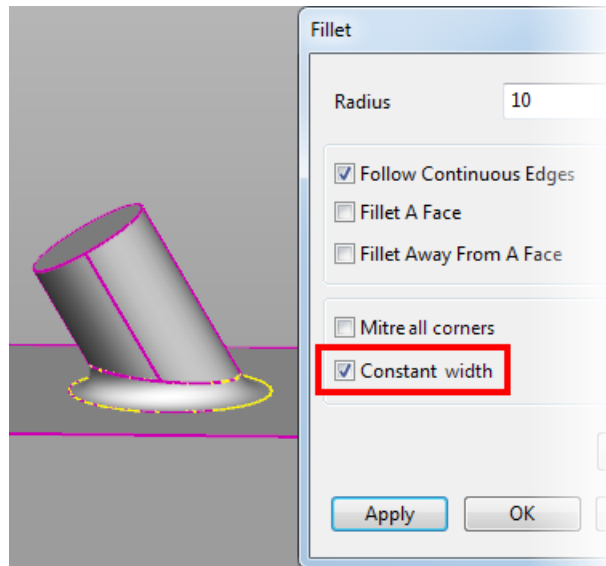 Fillet
Radius 10
Follow Continuous Edges
Fillet A Face
Fillet Away From A Face
Mitre all corners
Constant width
Apply OK